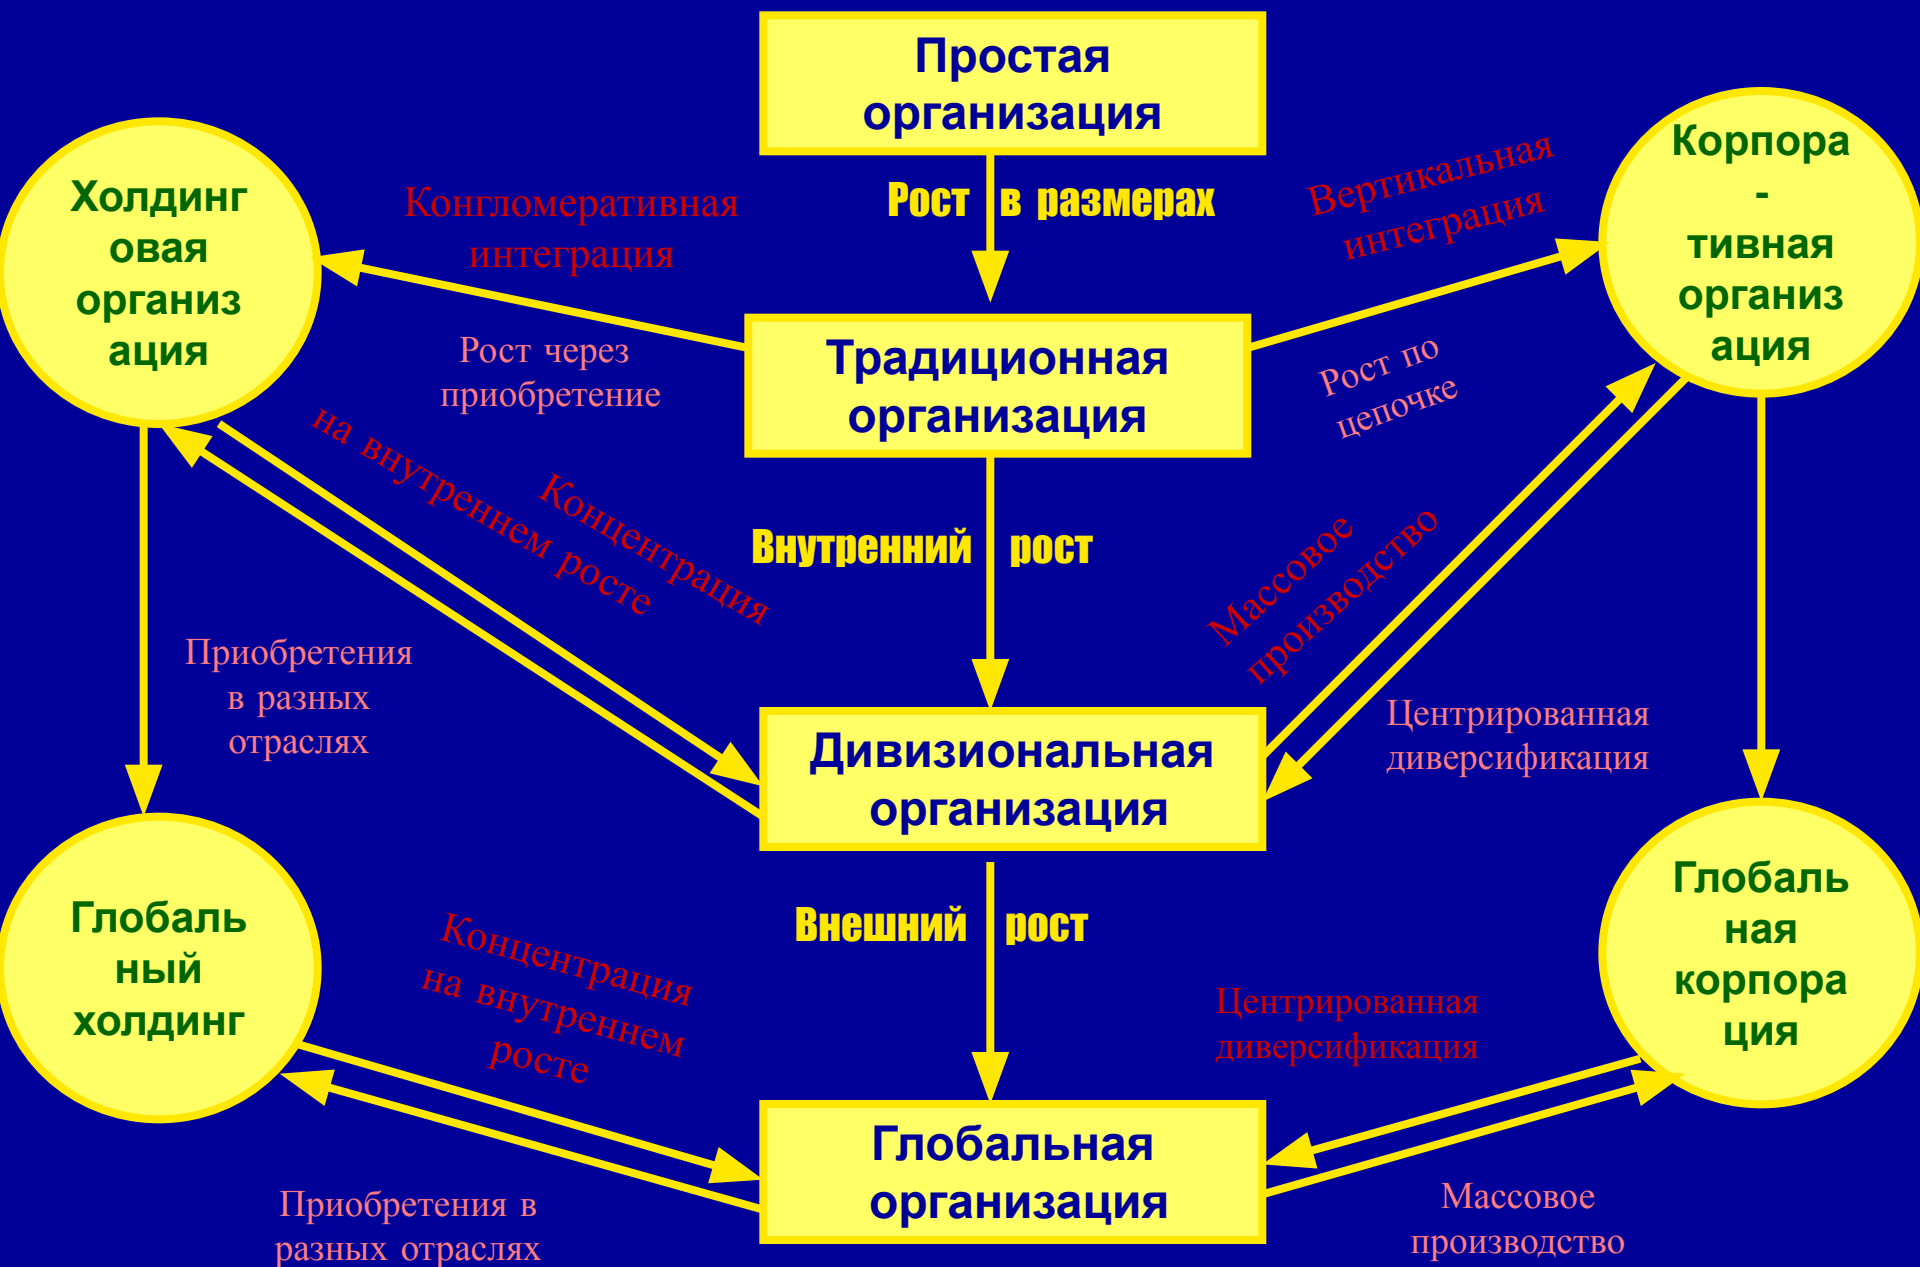 Простая
организация
Рост в размерах
Холдинг
овая
организ
ация
Конгломеративная
интеграция
Рост через
приобретение
Вертикальная
интеграция
Рост по
цепочке
Корпора
-
тивная
организ
ация
Традиционная
организация
Внутренний рост
Концентрация
на внутреннем росте
Массовое
производство
Приобретения
в разных
отраслях
Центрированная
диверсификация
Дивизиональная
организация
Внешний рост
Глобаль
ный
холдинг
Концентрация
на внутреннем
росте
Центрированная
диверсификация
Глобаль
ная
корпора
ция
Глобальная
организация
Приобретения в
разных отраслях
Массовое
производство